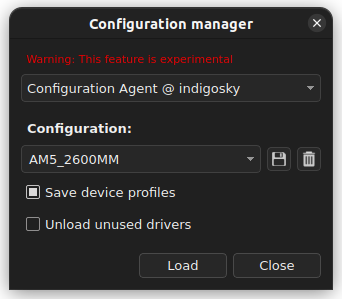 Configuration manager
Warning: This feature is experimental
Configuration Agent @ indigosky
Configuration:
AM5_2600MM
Save device profiles
Unload unused drivers
Load Close